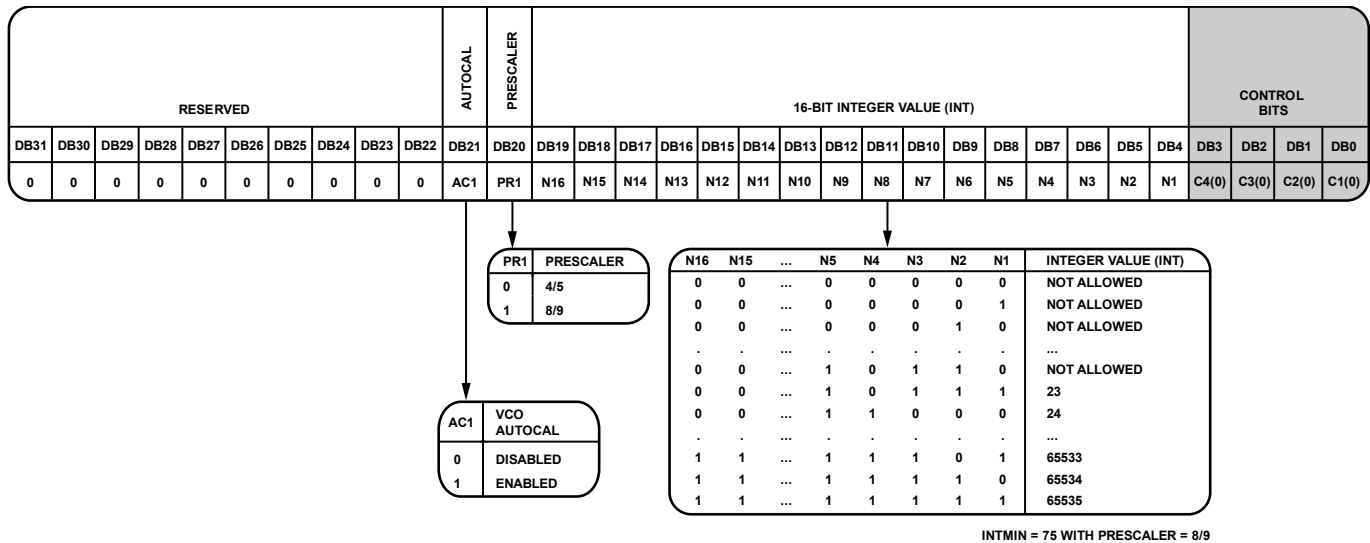 RESERVED AUTOCAL PRESCALER 16-BIT INTEGER VALUE (INT) CONTROL BITS
DB31 DB30 DB29 DB28 DB27 DB26 DB25 DB24 DB23 DB22 DB21 DB20 DB19 DB18 DB17 DB16 DB15 DB14 DB13 DB12 DB11 DB10 DB9 DB8 DB7 DB6 DB5 DB4 DB3 DB2 DB1 DB0
0 0 0 0 0 0 0 0 0 0 AC1 PR1 N16 N15 N14 N13 N12 N11 N10 N9 N8 N7 N6 N5 N4 N3 N2 N1 C4(0) C3(0) C2(0) C1(0)
PR1 PRESCALER
0 4/5
1 8/9
AC1 VCO AUTOCAL
0 DISABLED
1 ENABLED
N16 N15 ... N5 N4 N3 N2 N1 INTEGER VALUE (INT)
0 0 ... 0 0 0 0 0 NOT ALLOWED
0 0 ... 0 0 0 0 1 NOT ALLOWED
0 0 ... 0 0 0 1 0 NOT ALLOWED
. . ... . . . . . ...
0 0 ... 1 0 1 1 0 NOT ALLOWED
0 0 ... 1 0 1 1 1 23
0 0 ... 1 1 0 0 0 24
. . ... . . . . . ...
1 1 ... 1 1 1 0 1 65533
1 1 ... 1 1 1 1 0 65534
1 1 ... 1 1 1 1 1 65535
INTMIN = 75 WITH PRESCALER = 8/9